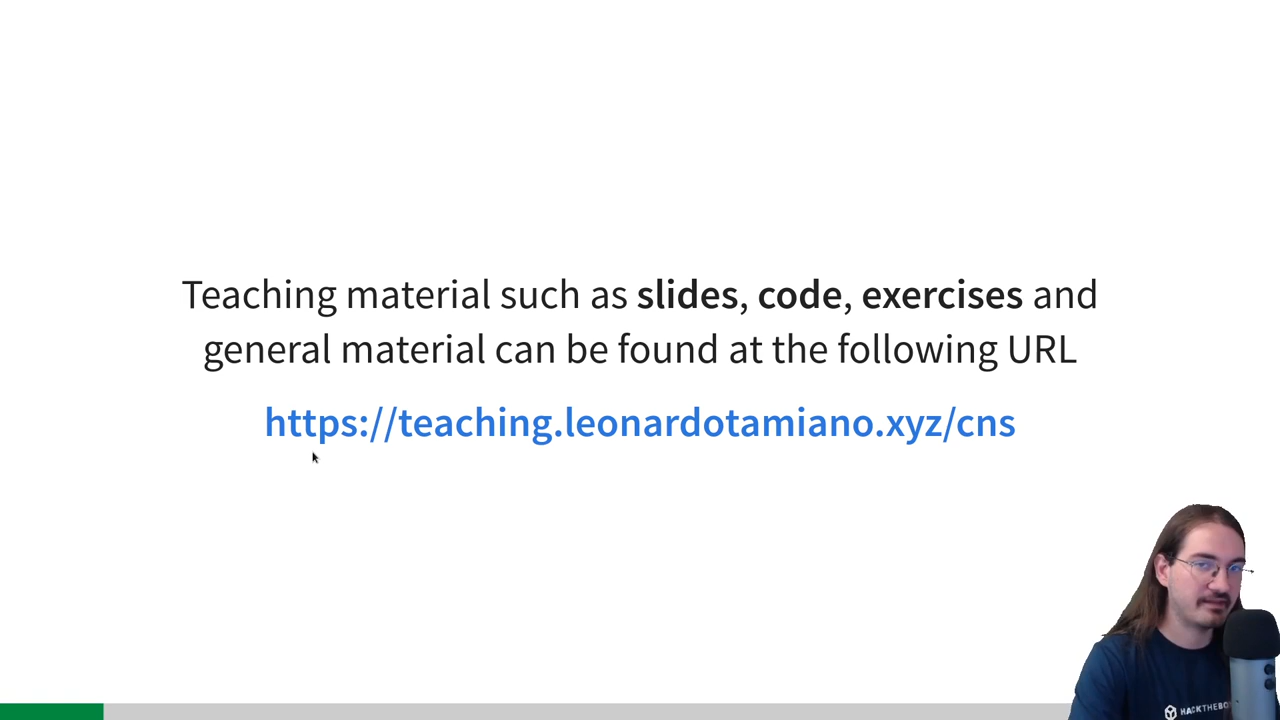 Teaching material such as slides, code, exercises and
general material can be found at the following URL
https://teaching.leonardotamiano.xyz/cns
HACKTHEBO